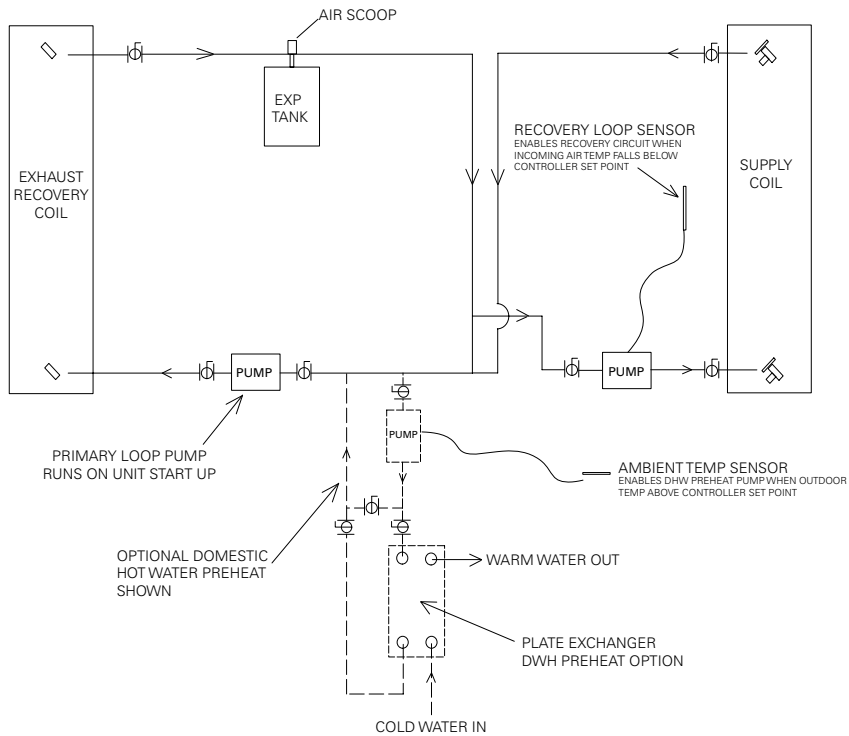 AIR SCOOP
EXP
TANK
EXHAUST
RECOVERY
COIL
RECOVERY LOOP SENSOR
ENABLES RECOVERY CIRCUIT WHEN
INCOMING AIR TEMP FALLS BELOW
CONTROLLER SET POINT
SUPPLY
COIL
PUMP
PUMP
PRIMARY LOOP PUMP
RUNS ON UNIT START UP
PUMP
AMBIENT TEMP SENSOR
ENABLES DHW PREHEAT PUMP WHEN OUTDOOR
TEMP ABOVE CONTROLLER SET POINT
OPTIONAL DOMESTIC
HOT WATER PREHEAT
SHOWN
WARM WATER OUT
PLATE EXCHANGER
DWH PREHEAT OPTION
COLD WATER IN